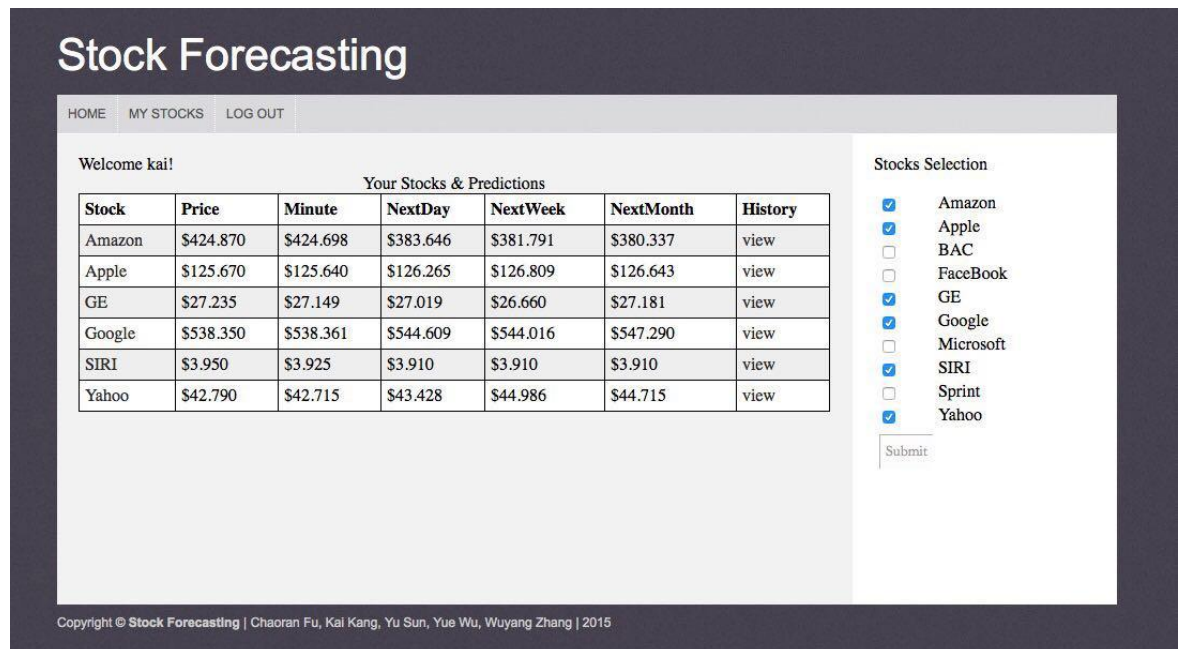 Stock Forecasting
HOME MY STOCKS LOG OUT
Welcome kai!
Your Stocks & Predictions
Stock Price Minute NextDay NextWeek NextMonth History
Amazon $424.870 $424.698 $383.646 $381.791 $380.337 view
Apple $125.670 $125.640 $126.265 $126.809 $126.643 view
GE $27.235 $27.149 $27.019 $26.660 $27.181 view
Google $538.350 $538.361 $544.609 $544.016 $547.290 view
SIRI $3.950 $3.925 $3.910 $3.910 $3.910 view
Yahoo $42.790 $42.715 $43.428 $44.986 $44.715 view
Stocks Selection
Amazon
Apple
BAC
FaceBook
GE
Google
Microsoft
SIRI
Sprint
Yahoo
Submit
Copyright © Stock Forecasting | Chaoran Fu, Kai Kang, Yu Sun, Yue Wu, Wuyang Zhang | 2015